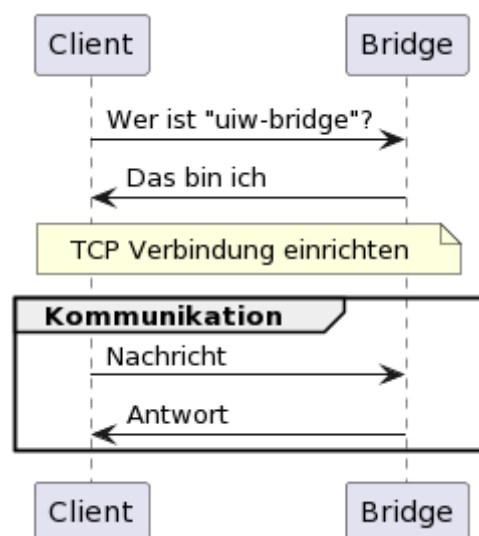 Client Bridge
Wer ist "uiw-bridge"?
Das bin ich
TCP Verbindung einrichten
Kommunikation
Nachricht
Antwort
Client Bridge